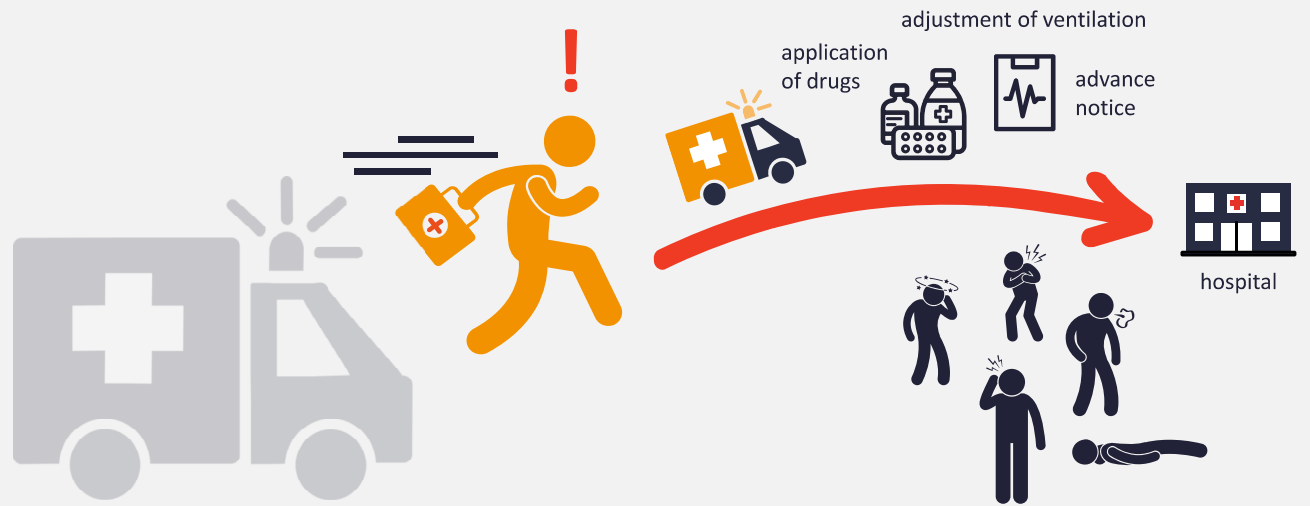 adjustment of ventilation
application
of drugs
advance
notice
hospital